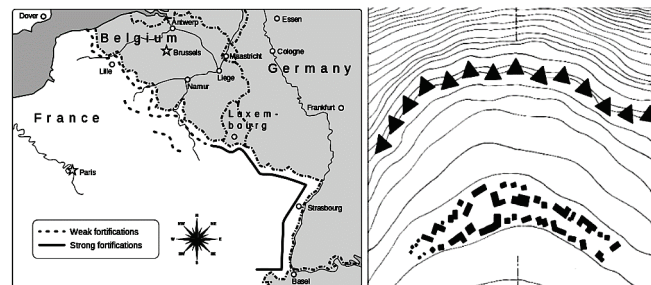 Dover
Antwerp
Essen
Belgium
Brussels
Cologne
Maastricht
Lille
Liege
Germany
Namur
Frankfurt
France
Luxem-
bourg
Paris
Strasbourg
Weak fortifications
Strong fortifications
N
W
E
S
Basel